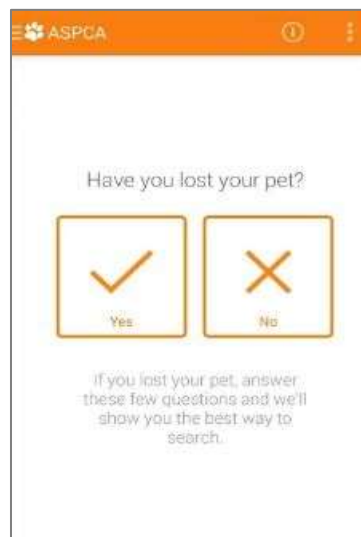 ASPCA
Have you lost your pet?
Yes
No
If you lost your pet, answer
these few questions and we'll
show you the best way to
search.